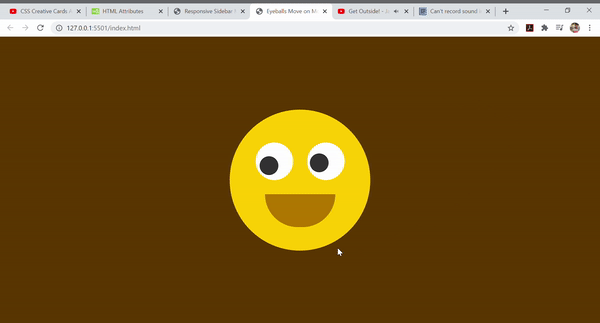 CSS Creative Cards
HTML Attributes
Responsive Sidebar
Eyeballs Move on M
Get Outside! -
Can't record sound
127.0.0.1:5501/index.html